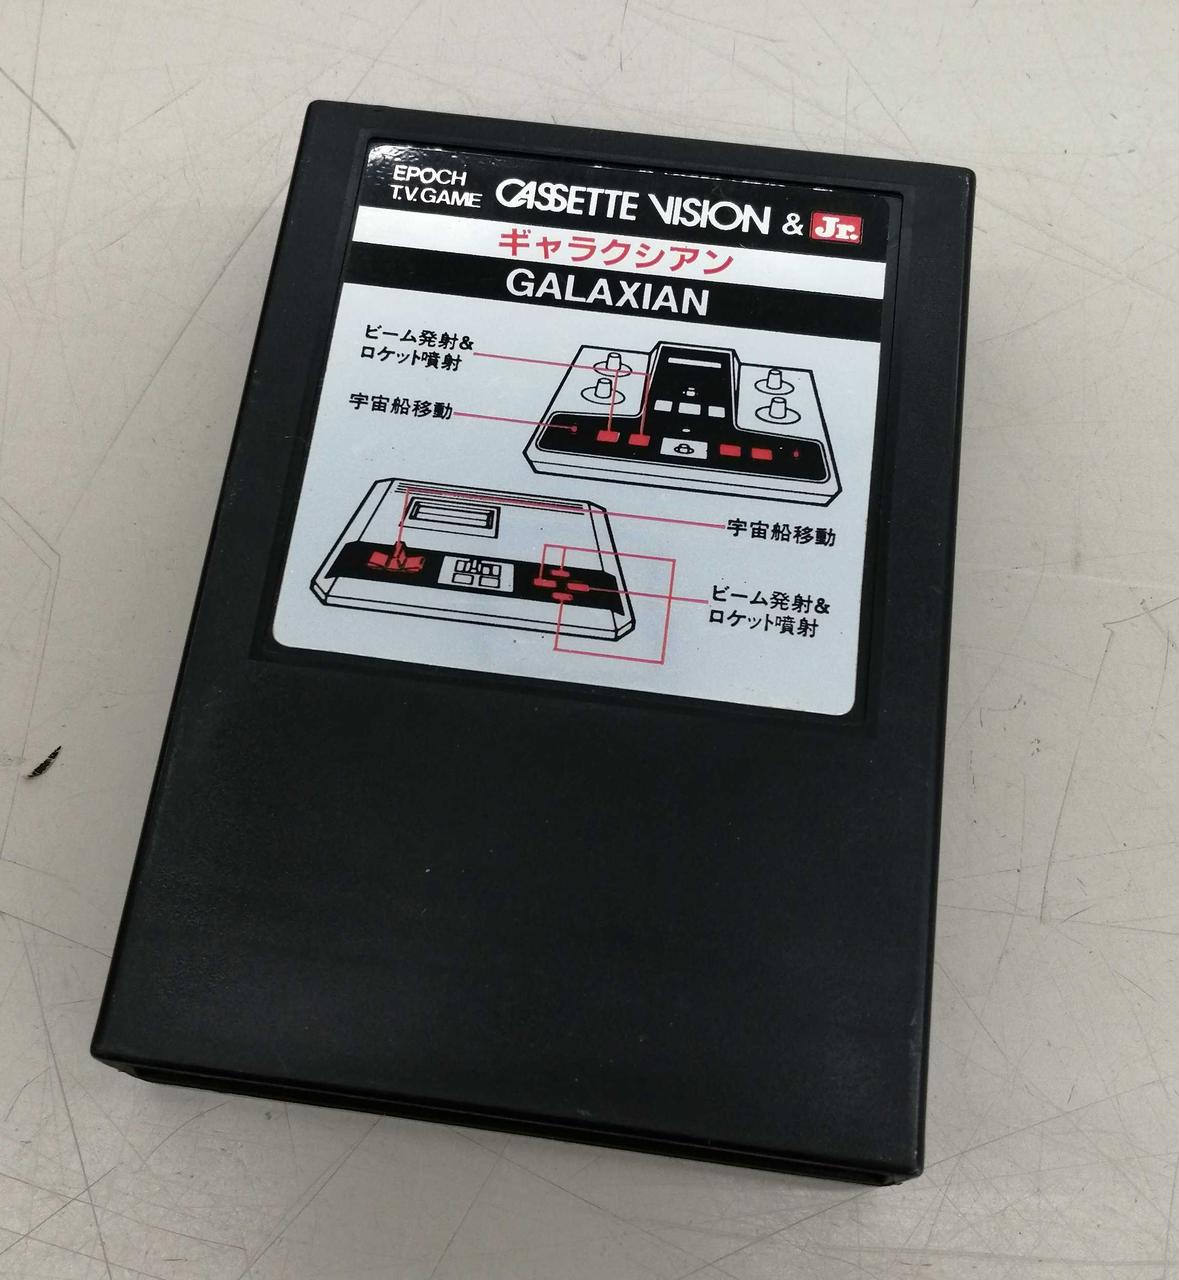 EPOCH
T.V. GAME
CASSETTE VISION & Jr.
ギャラクシアン
GALAXIAN
ビーム発射&
ロケット噴射
宇宙船移動
宇宙船移動
ビーム発射&
ロケット噴射